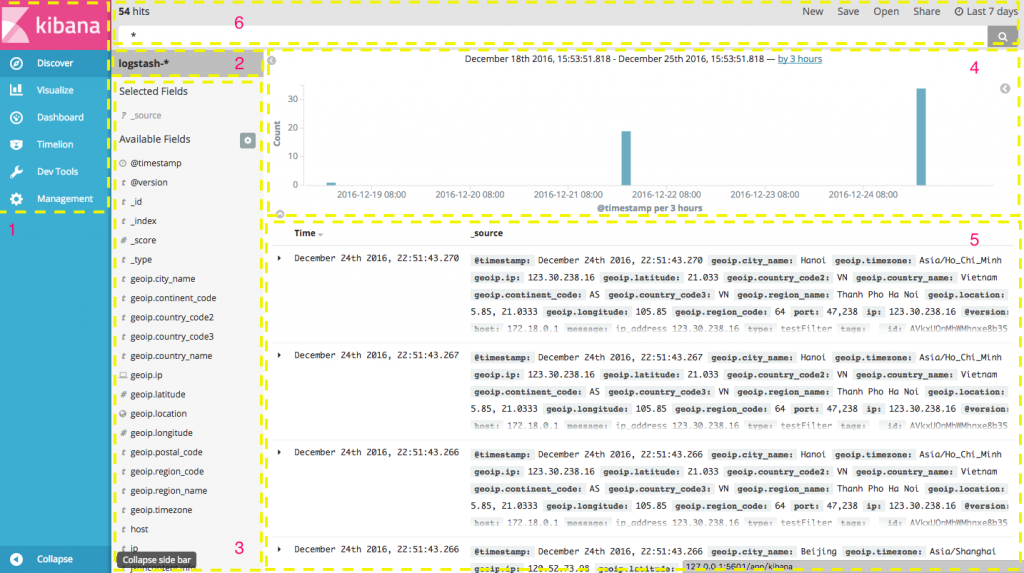 kibana
Discover
Visualize
Dashboard
Timelion
Dev Tools
Management
1
Collapse
54 hits
6
New Save Open Share Last 7 days
*
logstash-*
2
Selected Fields
? _source
Available Fields
@timestamp
t @version
t _id
t _index
# _score
t _type
t geoip.city_name
t geoip.continent_code
t geoip.country_code2
t geoip.country_code3
t geoip.country_name
geoip.ip
# geoip.latitude
geoip.location
# geoip.longitude
t geoip.postal_code
t geoip.region_code
t geoip.region_name
t geoip.timezone
t host
t ip
3
Collapse side bar
December 18th 2016, 15:53:51.818 - December 25th 2016, 15:53:51.818 — by 3 hours
4
Count
30
20
10
0
2016-12-19 08:00 2016-12-20 08:00 2016-12-21 08:00 2016-12-22 08:00 2016-12-23 08:00 2016-12-24 08:00
@timestamp per 3 hours
Time _source
5
December 24th 2016, 22:51:43.270 @timestamp: December 24th 2016, 22:51:43.270 geoip.city_name: Hanoi geoip.timezone: Asia/Ho_Chi_Minh
geoip.ip: 123.30.238.16 geoip.latitude: 21.033 geoip.country_code2: VN geoip.country_name: Vietnam
geoip.continent_code: AS geoip.country_code3: VN geoip.region_name: Thanh Pho Ha Noi geoip.location: 10
5.85, 21.0333 geoip.longitude: 105.85 geoip.region_code: 64 port: 47,238 ip: 123.30.238.16 @version:
host: 172.18.0.1 message: ip_address 123.30.238.16 type: testFilter tags: _id:
December 24th 2016, 22:51:43.267 @timestamp: December 24th 2016, 22:51:43.267 geoip.city_name: Hanoi geoip.timezone: Asia/Ho_Chi_Minh
geoip.ip: 123.30.238.16 geoip.latitude: 21.033 geoip.country_code2: VN geoip.country_name: Vietnam
geoip.continent_code: AS geoip.country_code3: VN geoip.region_name: Thanh Pho Ha Noi geoip.location: 10
5.85, 21.0333 geoip.longitude: 105.85 geoip.region_code: 64 port: 47,238 ip: 123.30.238.16 @version:
host: 172.18.0.1 message: ip_address 123.30.238.16 type: testFilter tags: _id:
December 24th 2016, 22:51:43.266 @timestamp: December 24th 2016, 22:51:43.266 geoip.city_name: Hanoi geoip.timezone: Asia/Ho_Chi_Minh
geoip.ip: 123.30.238.16 geoip.latitude: 21.033 geoip.country_code2: VN geoip.country_name: Vietnam
geoip.continent_code: AS geoip.country_code3: VN geoip.region_name: Thanh Pho Ha Noi geoip.location: 10
5.85, 21.0333 geoip.longitude: 105.85 geoip.region_code: 64 port: 47,238 ip: 123.30.238.16 @version:
host: 172.18.0.1 message: ip_address 123.30.238.16 type: testFilter tags: _id:
December 24th 2016, 22:51:43.266 @timestamp: December 24th 2016, 22:51:43.266 geoip.city_name: Beijing geoip.timezone: Asia/Shanghai
geoip.ip: 120.52.73.98 127.0.0.1:5601/app/kibana